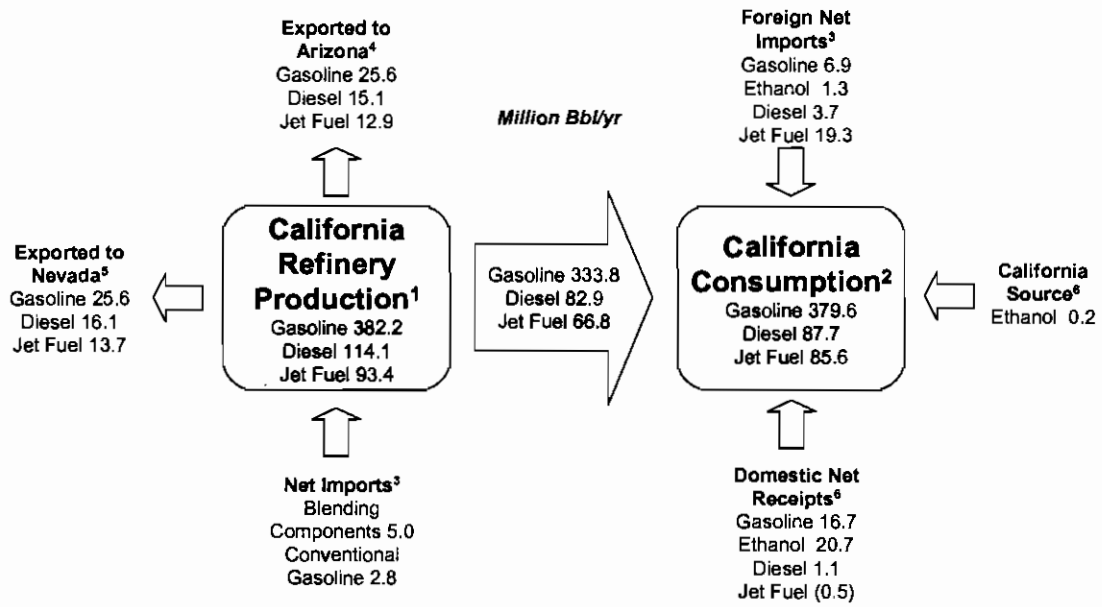 Exported to
Arizona⁴
Gasoline 25.6
Diesel 15.1
Jet Fuel 12.9
Million Bbl/yr
Foreign Net
Imports³
Gasoline 6.9
Ethanol 1.3
Diesel 3.7
Jet Fuel 19.3
Exported to
Nevada⁵
Gasoline 25.6
Diesel 16.1
Jet Fuel 13.7
California
Refinery
Production¹
Gasoline 382.2
Diesel 114.1
Jet Fuel 93.4
Gasoline 333.8
Diesel 82.9
Jet Fuel 66.8
California
Consumption²
Gasoline 379.6
Diesel 87.7
Jet Fuel 85.6
California
Source⁶
Ethanol 0.2
Net Imports³
Blending
Components 5.0
Conventional
Gasoline 2.8
Domestic Net
Receipts⁶
Gasoline 16.7
Ethanol 20.7
Diesel 1.1
Jet Fuel (0.5)